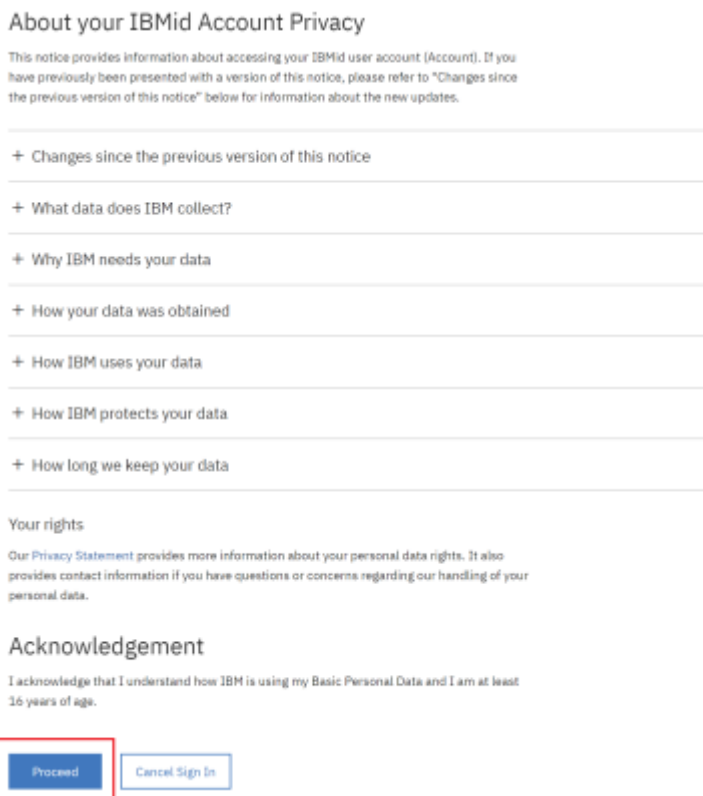 About your IBMid Account Privacy
This notice provides information about accessing your IBMid user account (Account). If you
have previously been presented with a version of this notice, please refer to "Changes since
the previous version of this notice" below for information about the new updates.
+ Changes since the previous version of this notice
+ What data does IBM collect?
+ Why IBM needs your data
+ How your data was obtained
+ How IBM uses your data
+ How IBM protects your data
+ How long we keep your data
Your rights
Our Privacy Statement provides more information about your personal data rights. It also
provides contact information if you have questions or concerns regarding our handling of your
personal data.
Acknowledgement
I acknowledge that I understand how IBM is using my Basic Personal Data and I am at least
16 years of age.
Proceed Cancel Sign In